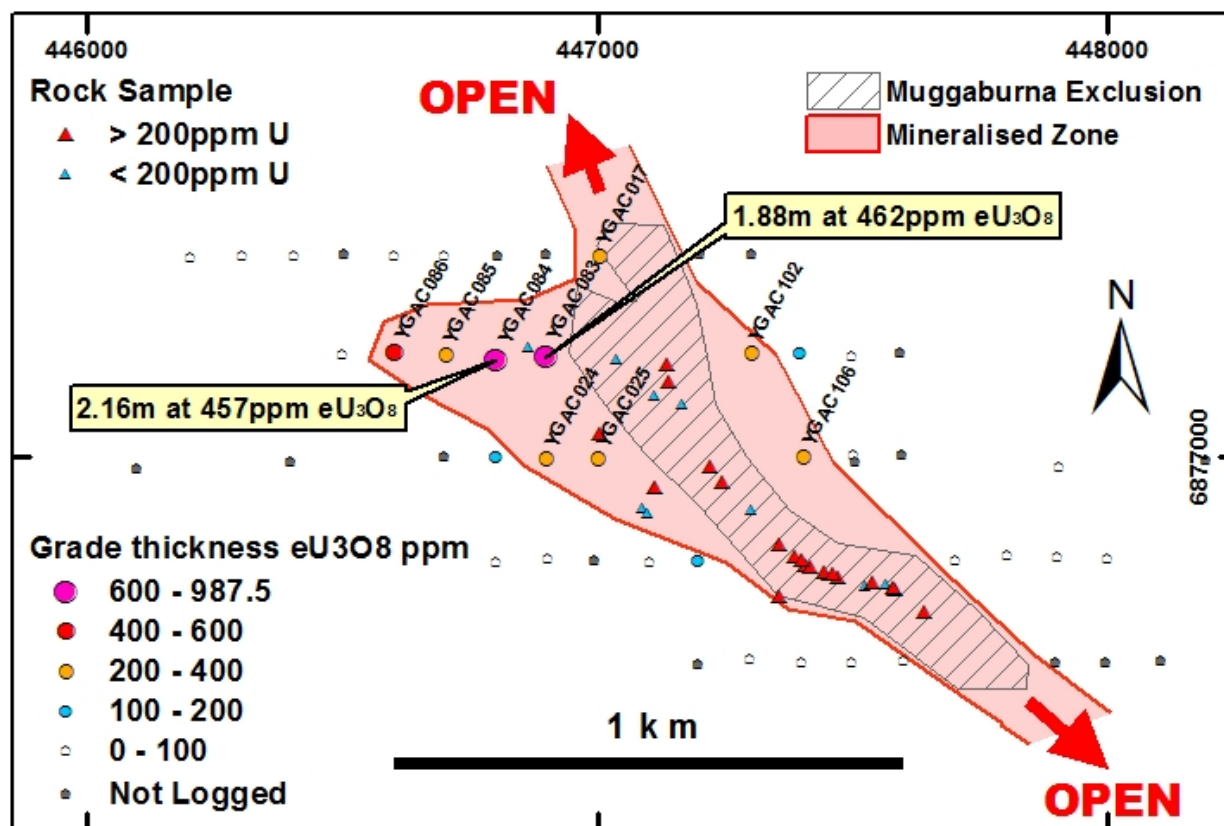 446000
447000
448000
Rock Sample
> 200ppm U
< 200ppm U
OPEN
Muggaburna Exclusion
Mineralised Zone
1.88m at 462ppm eU₃O₈
YGAC017
YGAC086
YGAC085
YGAC084
YGAC083
YGAC102
N
2.16m at 457ppm eU₃O₈
YGAC024
YGAC025
YGAC106
6877000
Grade thickness eU3O8 ppm
600 - 987.5
400 - 600
200 - 400
100 - 200
0 - 100
Not Logged
1 k m
OPEN